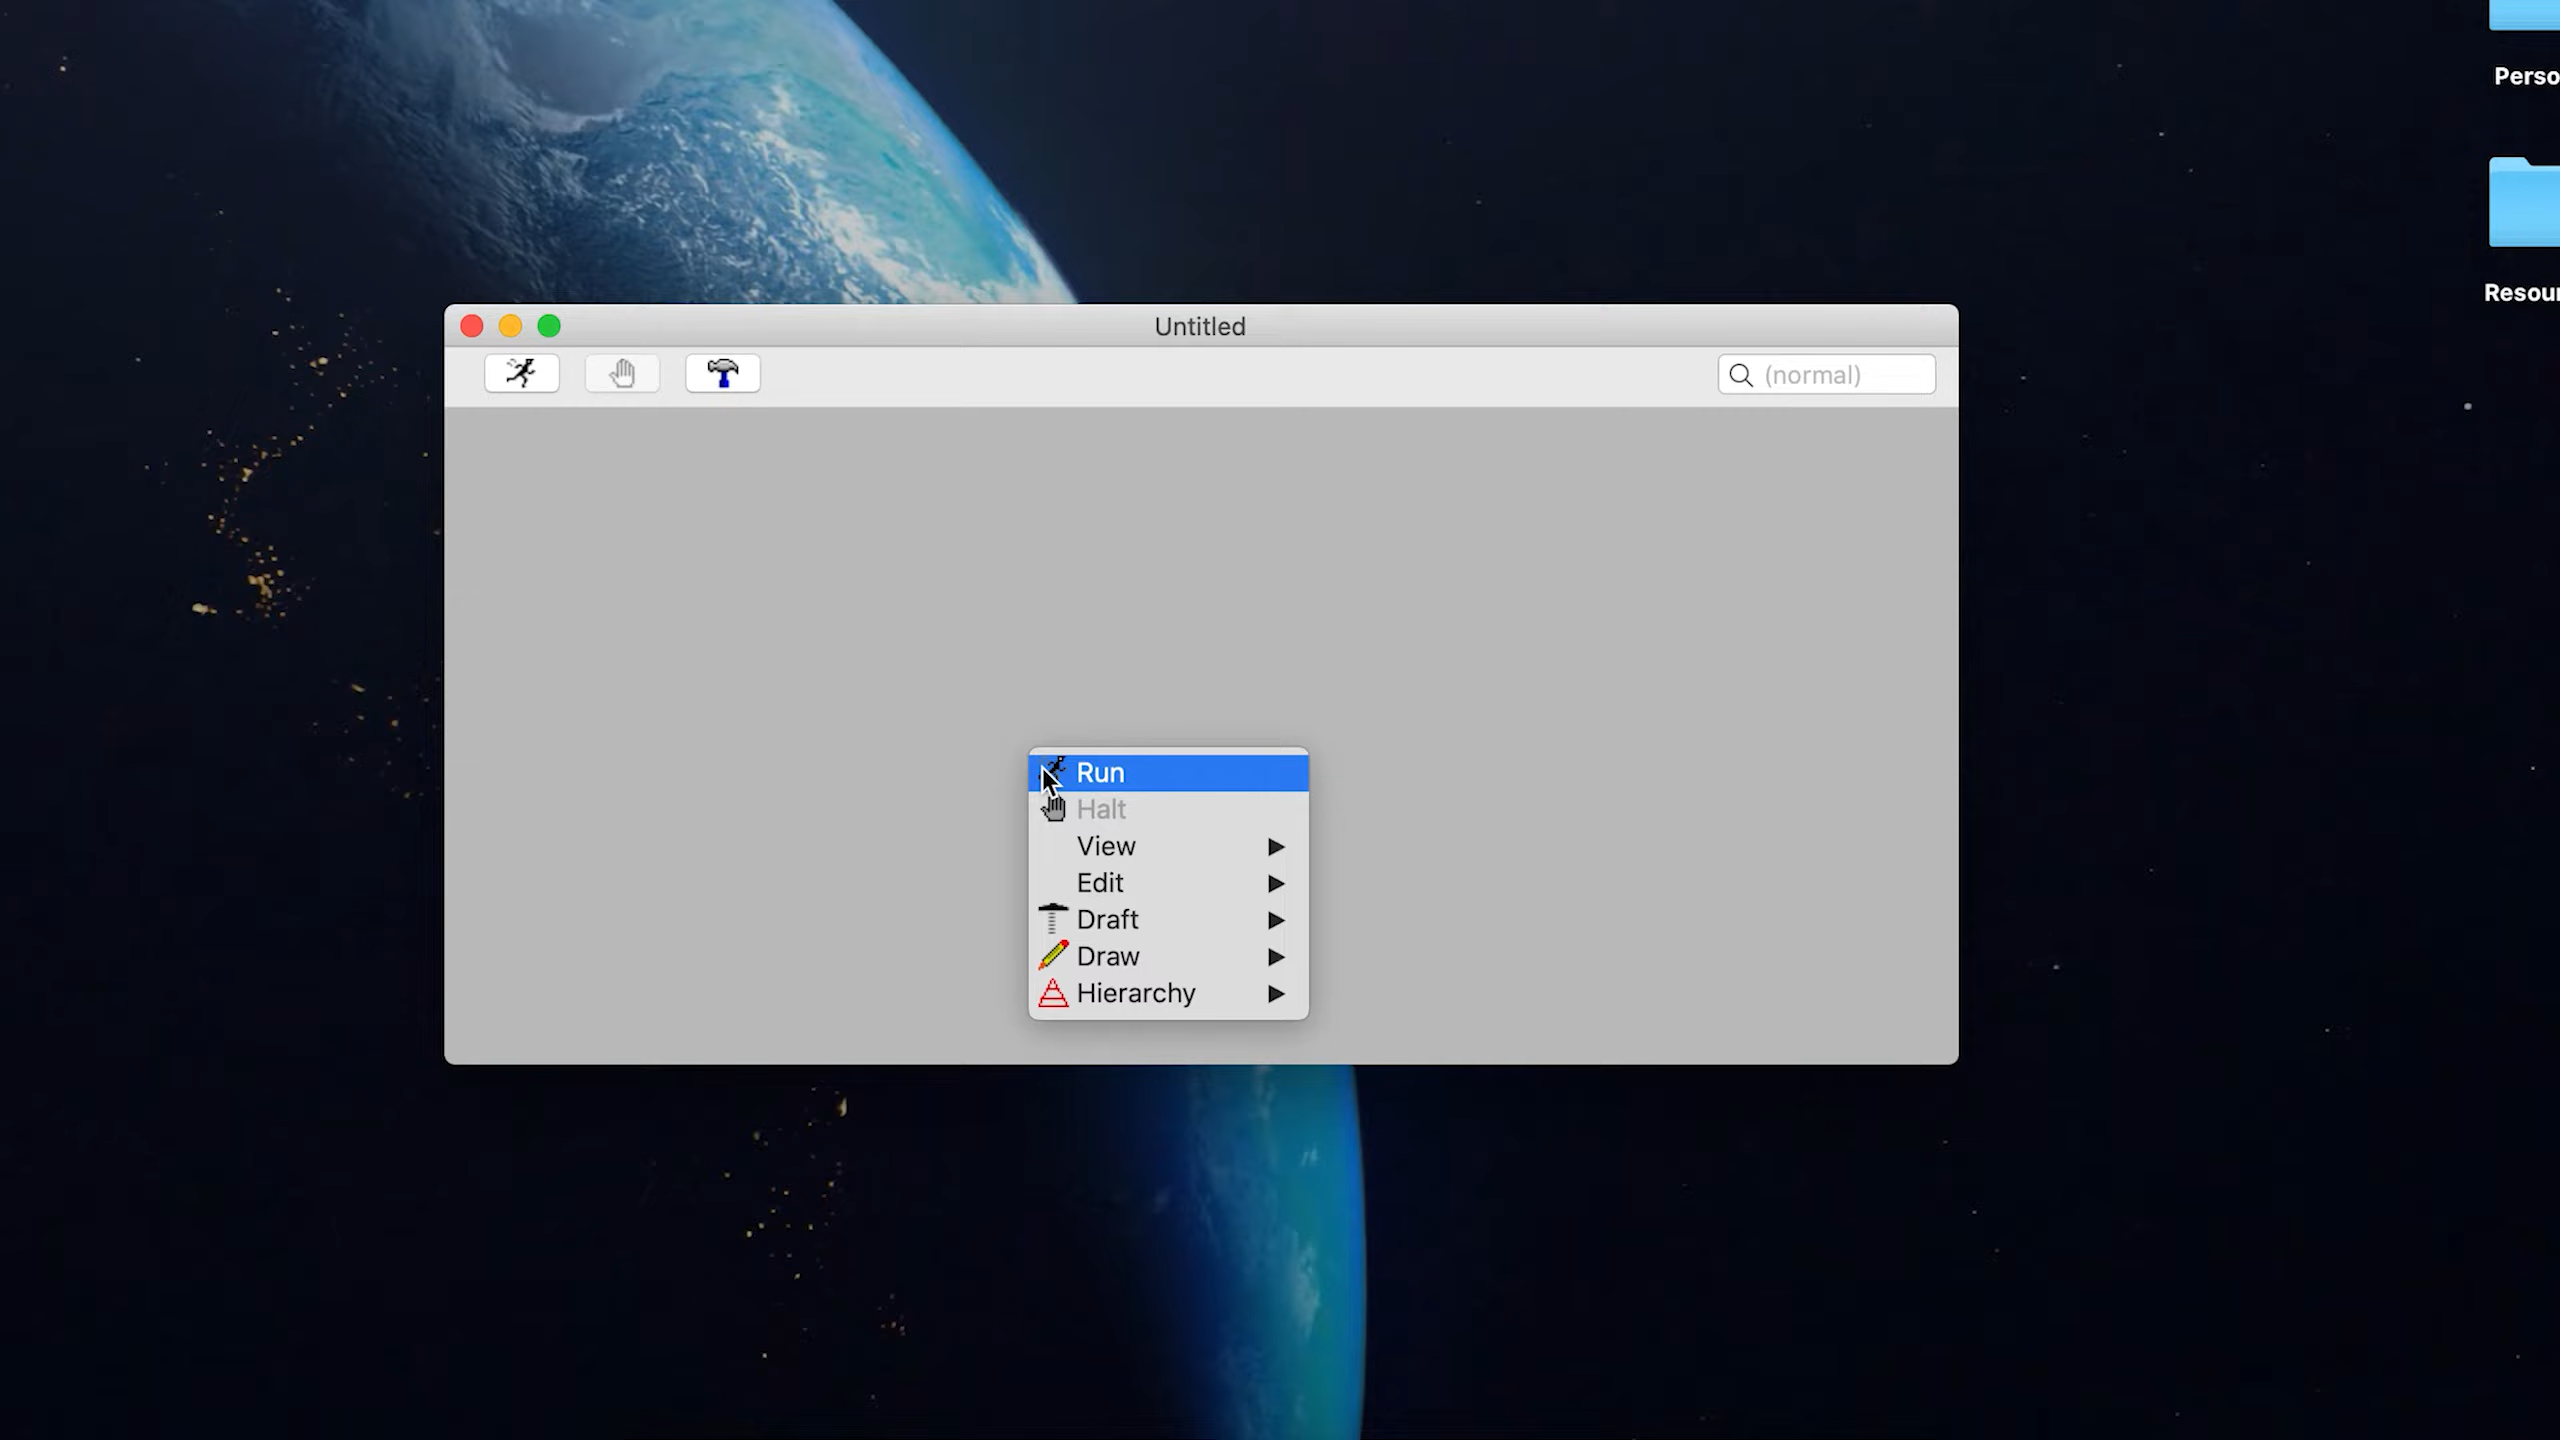 Perso
Resour
Untitled
(normal)
Run
Halt
View
Edit
Draft
Draw
Hierarchy